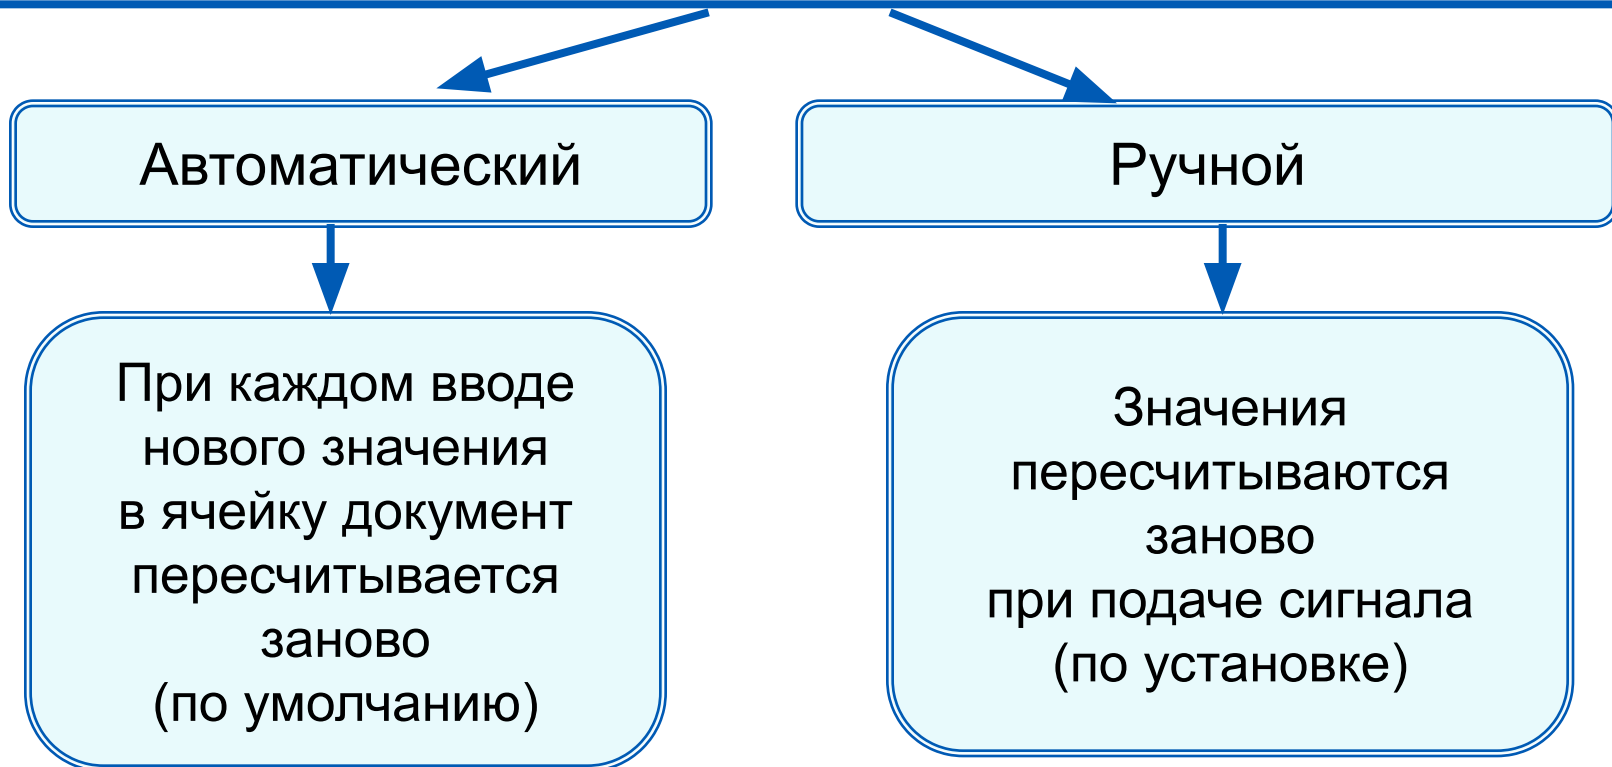 Автоматический
Ручной
При каждом вводе
нового значения
в ячейку документ
пересчитывается
заново
(по умолчанию)
Значения
пересчитываются
заново
при подаче сигнала
(по установке)